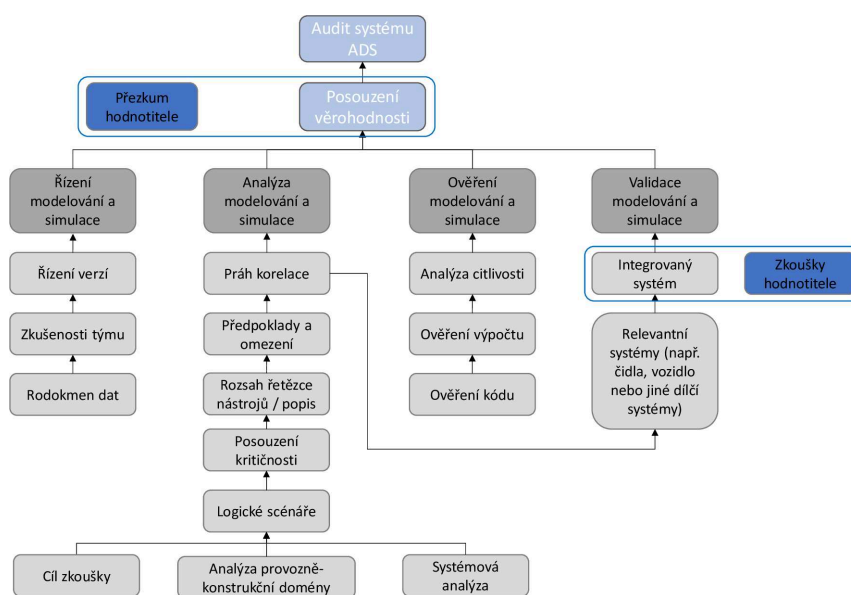 Audit systému
ADS
Přezkum
hodnotitele
Posouzení
věrohodnosti
Řízení
modelování a
simulace
Analýza
modelování a
simulace
Ověření
modelování a
simulace
Validace
modelování a
simulace
Řízení verzí
Práh korelace
Analýza citlivosti
Integrovaný
systém
Zkoušky
hodnotitele
Zkušenosti týmu
Předpoklady a
omezení
Ověření výpočtu
Relevantní
systémy (např.
čidla, vozidlo
nebo jiné dílčí
systémy)
Rodokmen dat
Rozsah řetězce
nástrojů / popis
Ověření kódu
Posouzení
kritičnosti
Logické scénáře
Cíl zkoušky
Analýza provozně-
konstrukční domény
Systémová
analýza